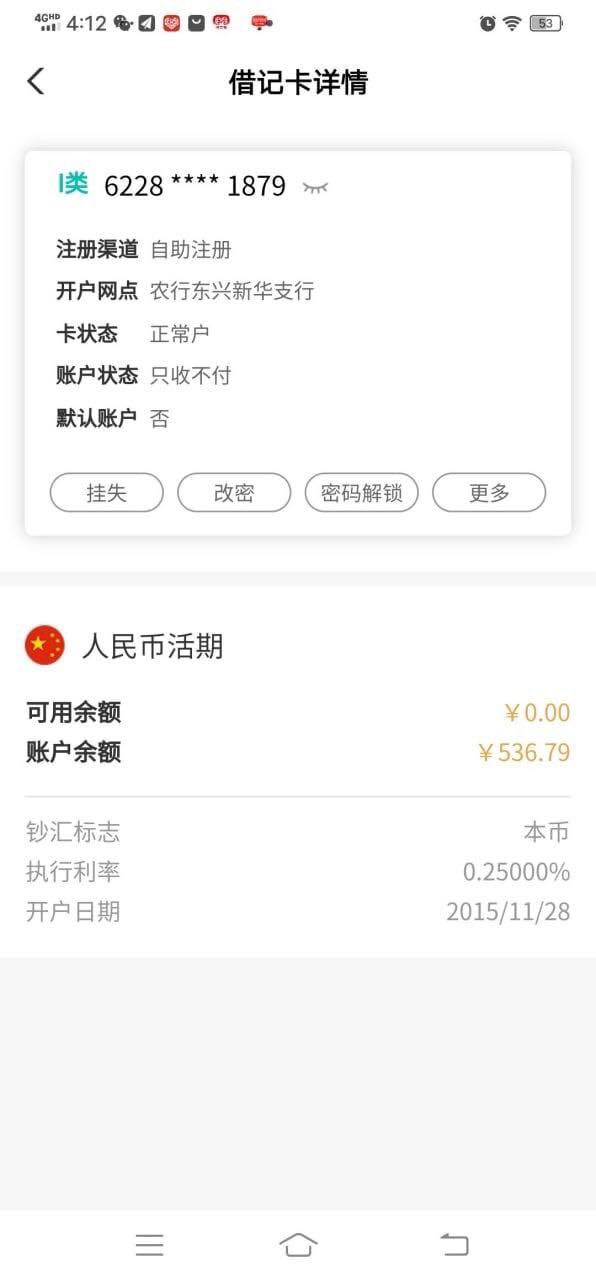 4GHD 4:12 53
借记卡详情
I类 6228 **** 1879
注册渠道 自助注册
开户网点 农行东兴新华支行
卡状态 正常户
账户状态 只收不付
默认账户 否
挂失 改密 密码解锁 更多
人民币活期
可用余额 ￥0.00
账户余额 ￥536.79
钞汇标志 本币
执行利率 0.25000%
开户日期 2015/11/28